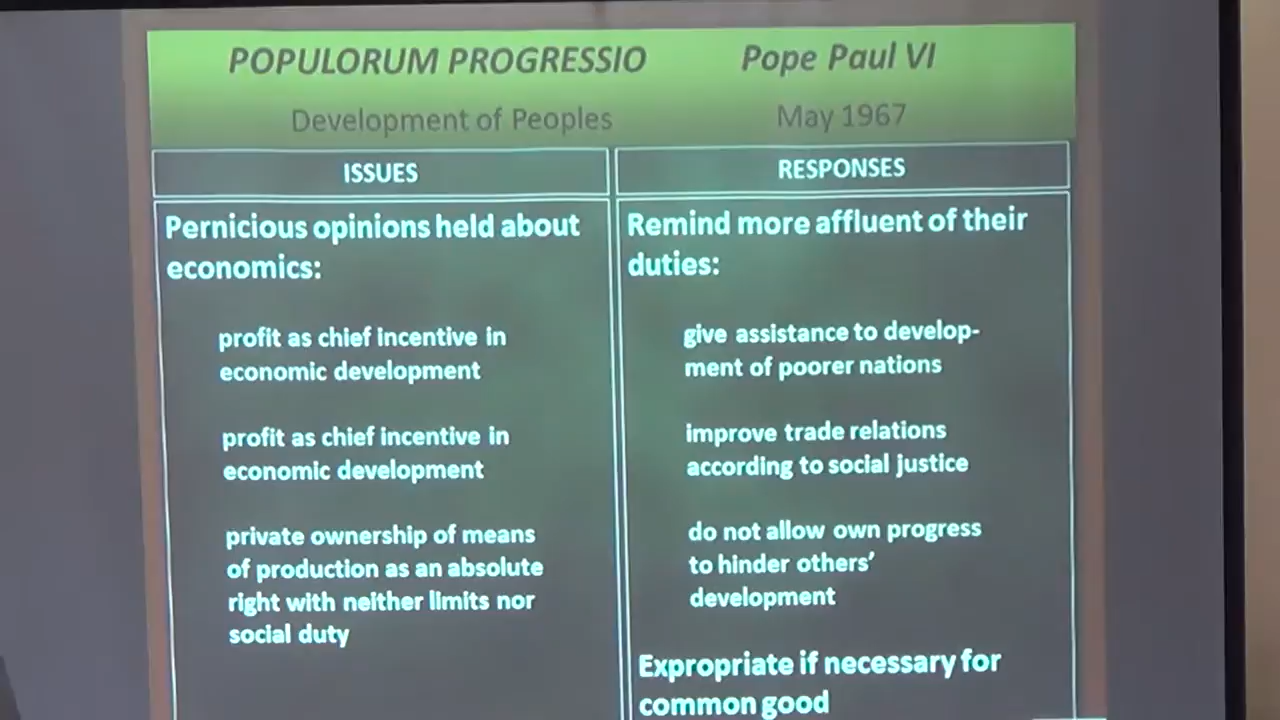 POPULORUM PROGRESSIO Pope Paul VI
Development of Peoples May 1967
ISSUES
Pernicious opinions held about
economics:
profit as chief incentive in
economic development
profit as chief incentive in
economic development
private ownership of means
of production as an absolute
right with neither limits nor
social duty
RESPONSES
Remind more affluent of their
duties:
give assistance to develop-
ment of poorer nations
improve trade relations
according to social justice
do not allow own progress
to hinder others’
development
Expropriate if necessary for
common good